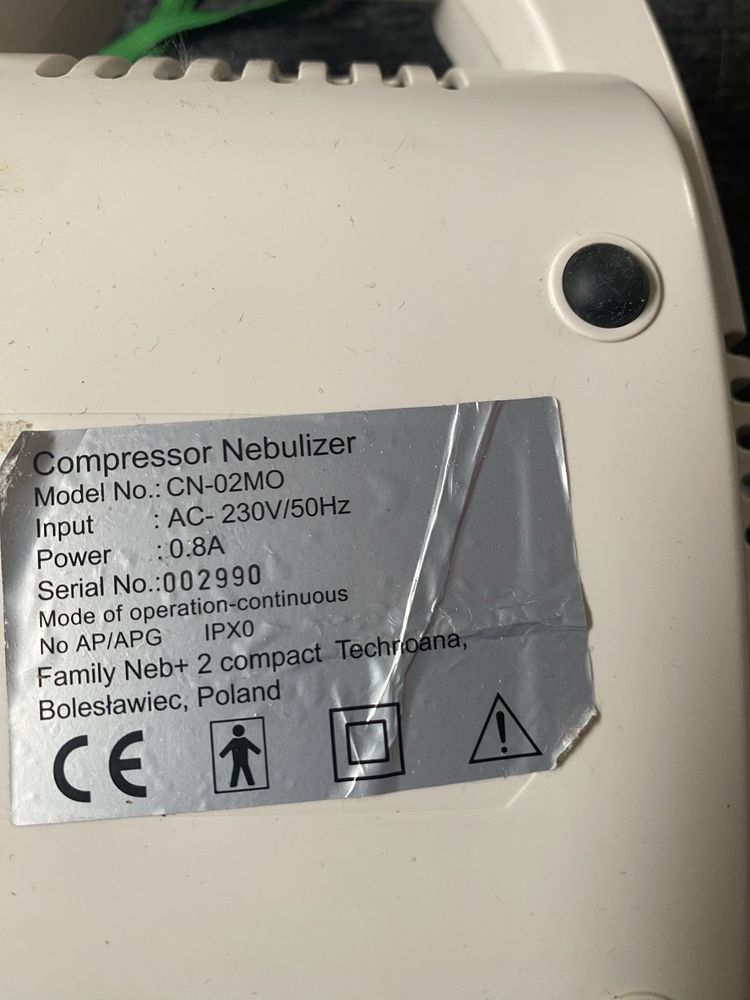 Compressor Nebulizer
Model No.: CN-02MO
Input : AC- 230V/50Hz
Power : 0.8A
Serial No.:002990
Mode of operation-continuous
No AP/APG IPX0
Family Neb+ 2 compact Technoana,
Bolesławiec, Poland
CE